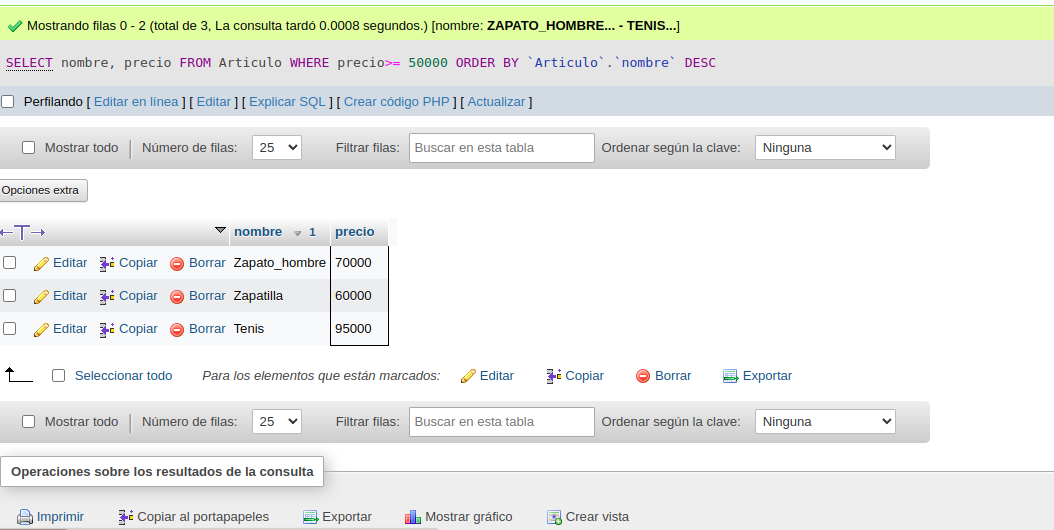 Mostrando filas 0 - 2 (total de 3, La consulta tardó 0.0008 segundos.) [nombre: ZAPATO_HOMBRE... - TENIS...]
SELECT nombre, precio FROM Articulo WHERE precio>= 50000 ORDER BY `Articulo`.`nombre` DESC
Perfilando [ Editar en línea ] [ Editar ] [ Explicar SQL ] [ Crear código PHP ] [ Actualizar ]
Mostrar todo Número de filas: 25 Filtrar filas: Buscar en esta tabla Ordenar según la clave: Ninguna
Opciones extra
nombre 1 precio
Editar Copiar Borrar Zapato_hombre 70000
Editar Copiar Borrar Zapatilla 60000
Editar Copiar Borrar Tenis 95000
Seleccionar todo Para los elementos que están marcados: Editar Copiar Borrar Exportar
Mostrar todo Número de filas: 25 Filtrar filas: Buscar en esta tabla Ordenar según la clave: Ninguna
Operaciones sobre los resultados de la consulta
Imprimir Copiar al portapapeles Exportar Mostrar gráfico Crear vista